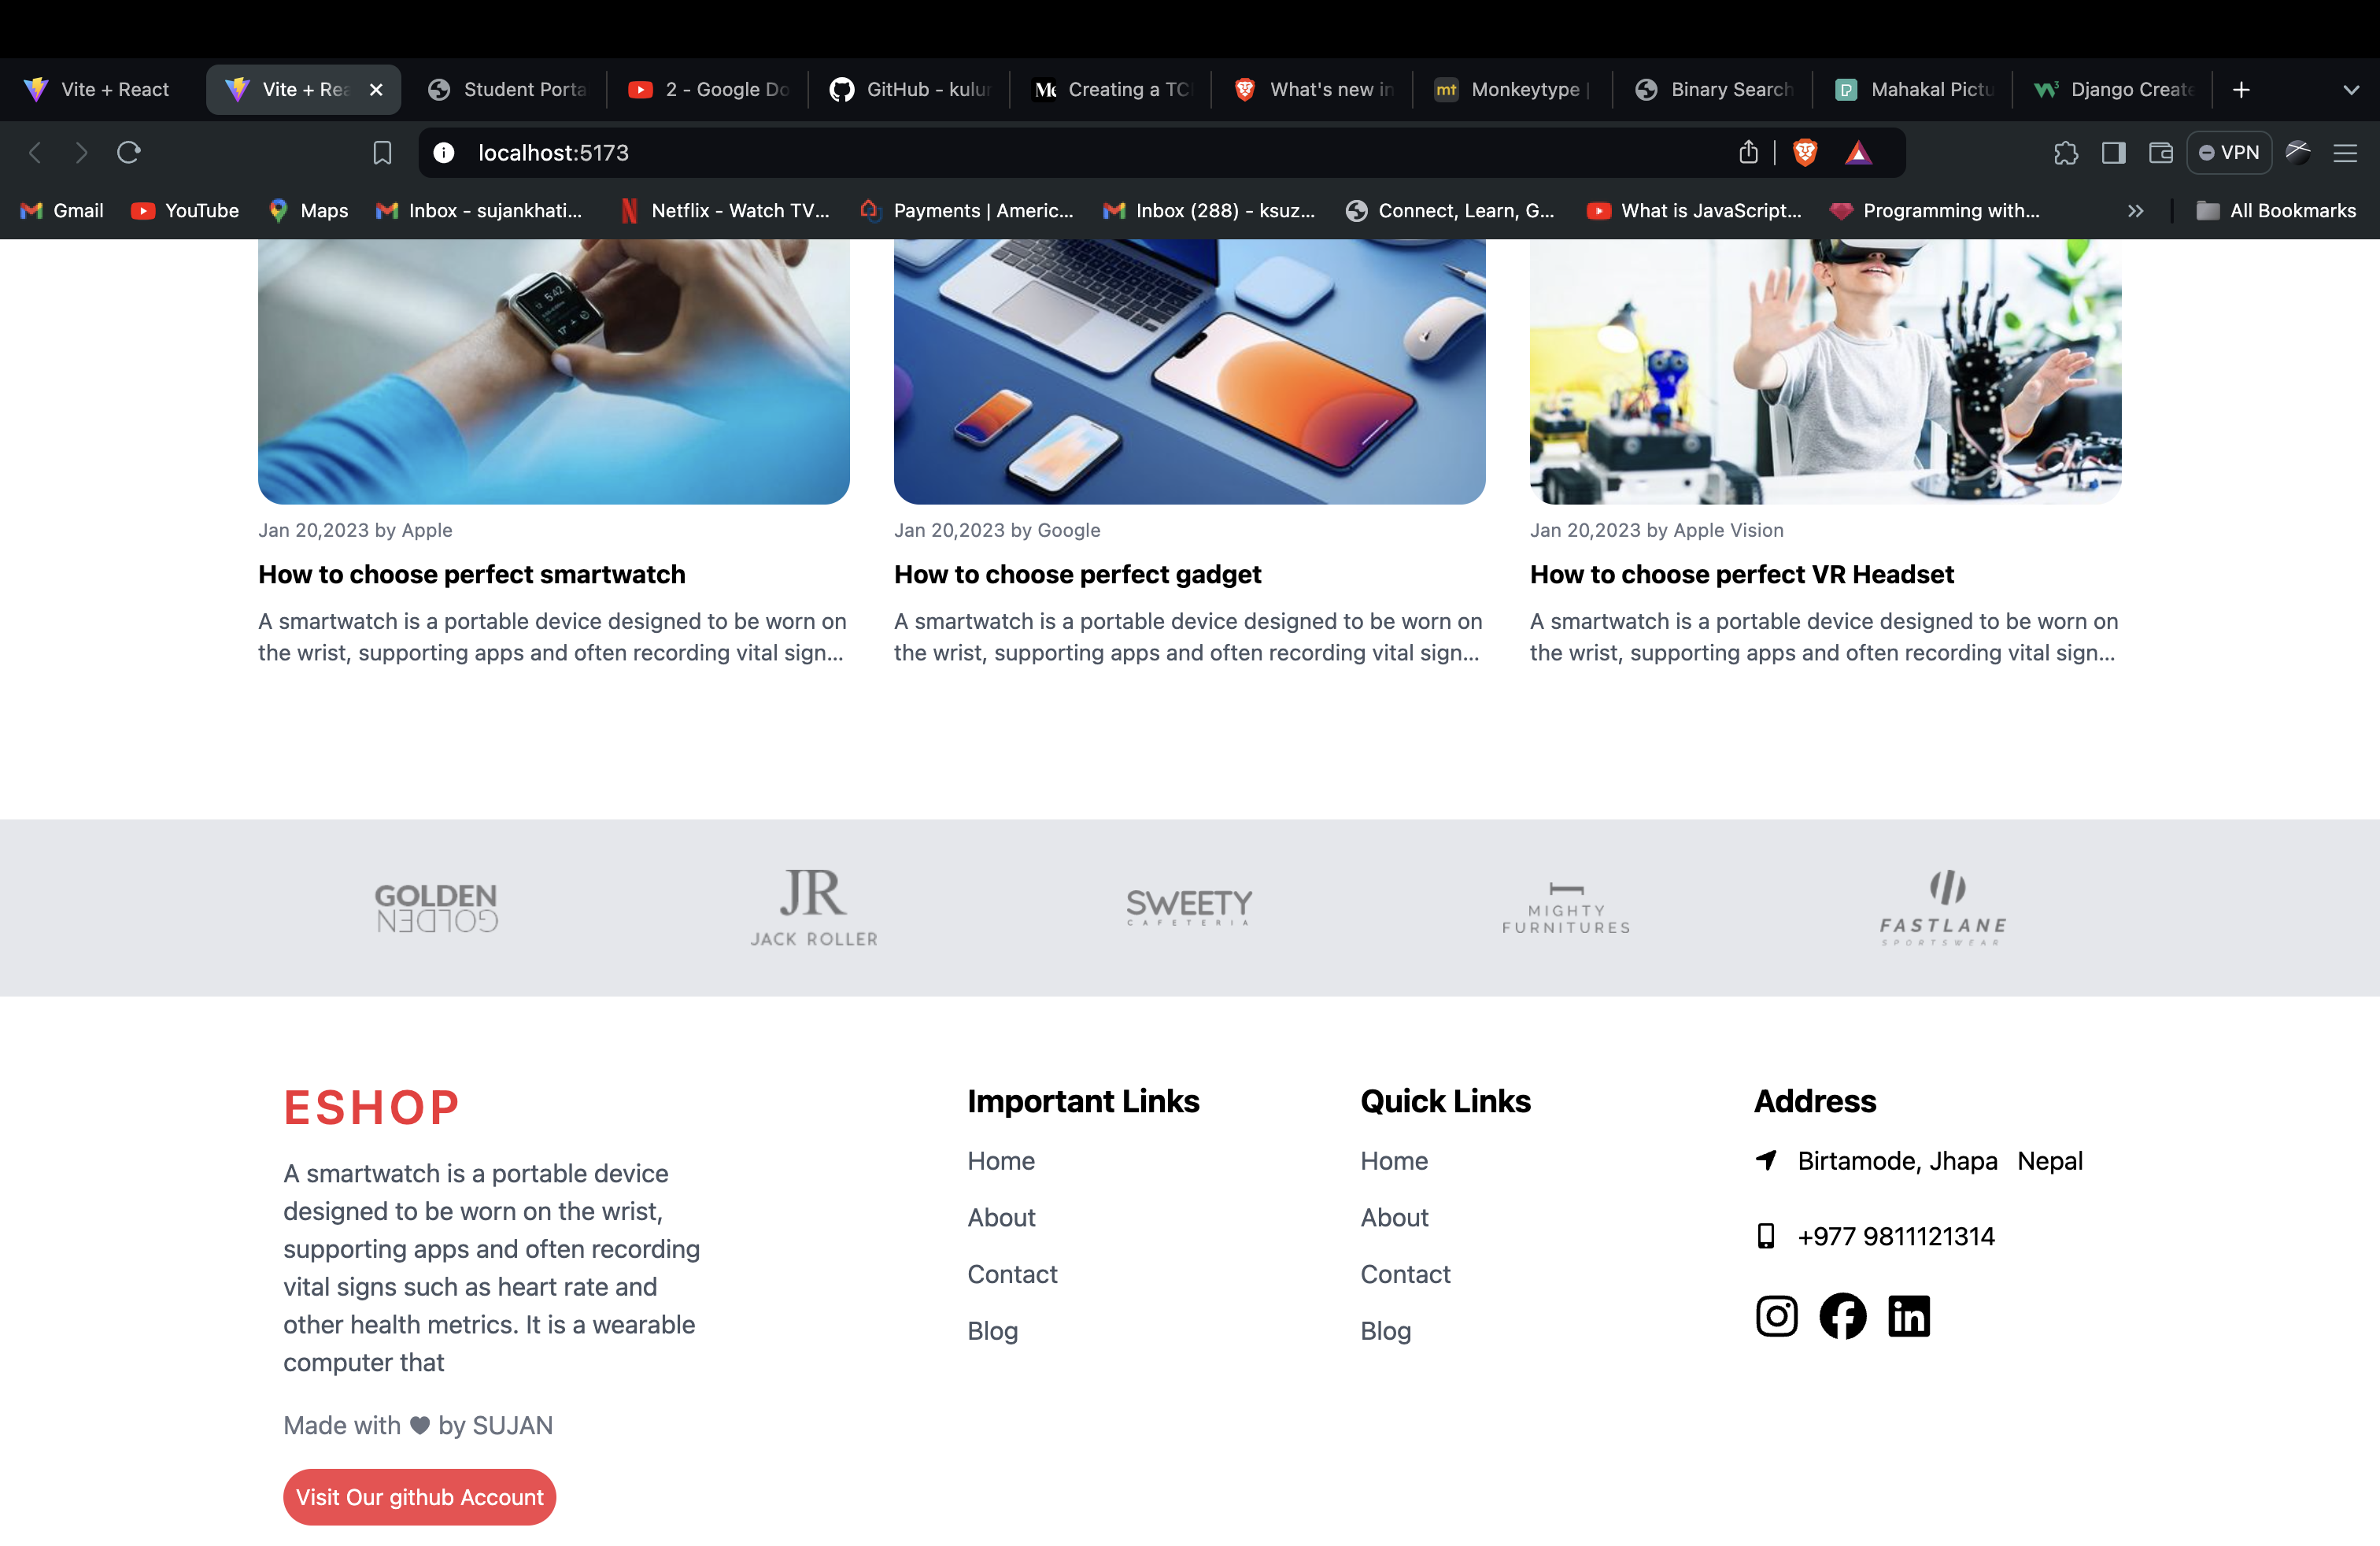 Vite + React
Vite + Rea
Student Porta
2 - Google Do
GitHub - kulur
Creating a TC
What's new in
mt
Monkeytype |
Binary Search
Mahakal Pictu
Django Create
localhost:5173
VPN
Gmail
YouTube
Maps
Inbox - sujankhati...
Netflix - Watch TV...
Payments | Americ...
Inbox (288) - ksuz...
Connect, Learn, G...
What is JavaScript...
Programming with...
All Bookmarks
5:42
Jan 20,2023 by Apple
How to choose perfect smartwatch
A smartwatch is a portable device designed to be worn on
the wrist, supporting apps and often recording vital sign...
Jan 20,2023 by Google
How to choose perfect gadget
A smartwatch is a portable device designed to be worn on
the wrist, supporting apps and often recording vital sign...
Jan 20,2023 by Apple Vision
How to choose perfect VR Headset
A smartwatch is a portable device designed to be worn on
the wrist, supporting apps and often recording vital sign...
GOLDEN
GOLDEN
JR
JACK ROLLER
SWEETY
CAFETERIA
MIGHTY
FURNITURES
FASTLANE
SPORTSWEAR
ESHOP
A smartwatch is a portable device
designed to be worn on the wrist,
supporting apps and often recording
vital signs such as heart rate and
other health metrics. It is a wearable
computer that
Made with ♥ by SUJAN
Visit Our github Account
Important Links
Home
About
Contact
Blog
Quick Links
Home
About
Contact
Blog
Address
Birtamode, Jhapa Nepal
+977 9811121314